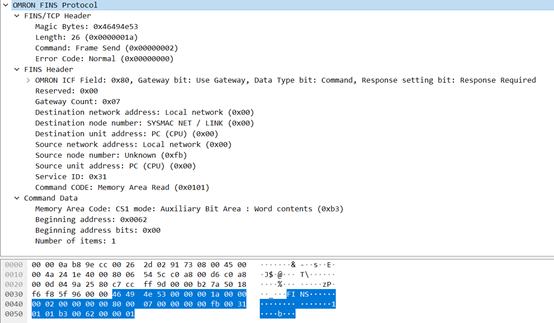 OMRON FINS Protocol
FINS/TCP Header
Magic Bytes: 0x46494e53
Length: 26 (0x0000001a)
Command: Frame Send (0x00000002)
Error Code: Normal (0x00000000)
FINS Header
OMRON ICF Field: 0x80, Gateway bit: Use Gateway, Data Type bit: Command, Response setting bit: Response Required
Reserved: 0x00
Gateway Count: 0x07
Destination network address: Local network (0x00)
Destination node number: SYSMAC NET / LINK (0x00)
Destination unit address: PC (CPU) (0x00)
Source network address: Local network (0x00)
Source node number: Unknown (0xfb)
Source unit address: PC (CPU) (0x00)
Service ID: 0x31
Command CODE: Memory Area Read (0x0101)
Command Data
Memory Area Code: CS1 mode: Auxiliary Bit Area : Word contents (0xb3)
Beginning address: 0x0062
Beginning address bits: 0x00
Number of items: 1
0000 00 00 0a b8 9e cc 00 26 2d 02 91 73 08 00 45 00 ·······& -··s··E·
0010 00 4a 24 1e 40 00 80 06 54 5c c0 a8 00 d6 c0 a8 ·J$·@··· T\······
0020 00 0d 04 9a 25 80 c7 cc ff 9d 00 00 b2 7a 50 18 ····%··· ·····zP·
0030 f6 f8 5f 96 00 00 46 49 4e 53 00 00 00 1a 00 00 ··_···FI NS······
0040 00 02 00 00 00 00 80 00 07 00 00 00 00 fb 00 31 ········ ·······1
0050 01 01 b3 00 62 00 00 01 ····b···